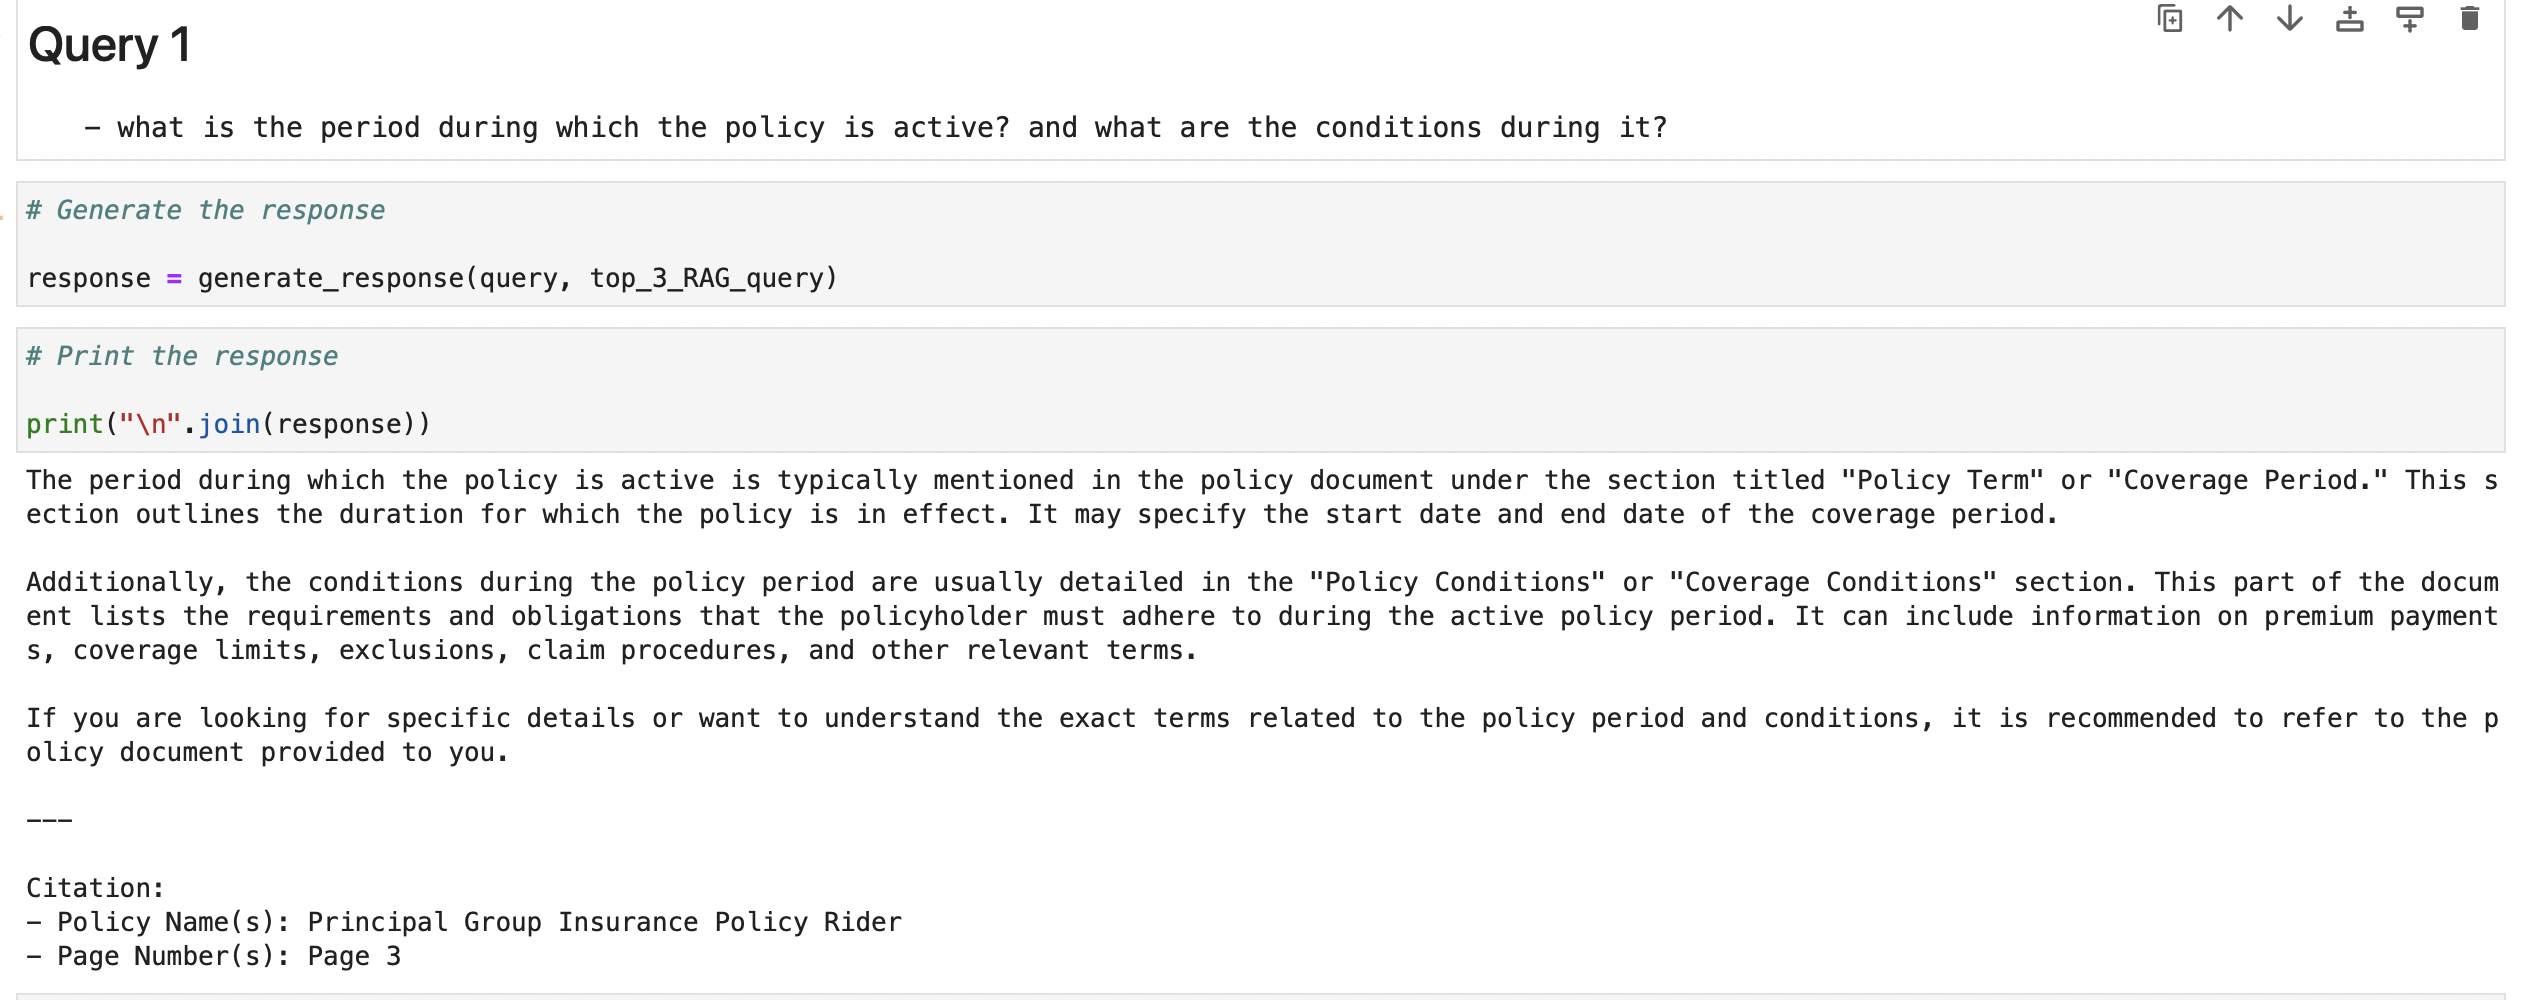 Query 1
– what is the period during which the policy is active? and what are the conditions during it?
# Generate the response
response = generate_response(query, top_3_RAG_query)
# Print the response
print("\n".join(response))
The period during which the policy is active is typically mentioned in the policy document under the section titled "Policy Term" or "Coverage Period." This s
ection outlines the duration for which the policy is in effect. It may specify the start date and end date of the coverage period.
Additionally, the conditions during the policy period are usually detailed in the "Policy Conditions" or "Coverage Conditions" section. This part of the docum
ent lists the requirements and obligations that the policyholder must adhere to during the active policy period. It can include information on premium payment
s, coverage limits, exclusions, claim procedures, and other relevant terms.
If you are looking for specific details or want to understand the exact terms related to the policy period and conditions, it is recommended to refer to the p
olicy document provided to you.
---
Citation:
- Policy Name(s): Principal Group Insurance Policy Rider
- Page Number(s): Page 3